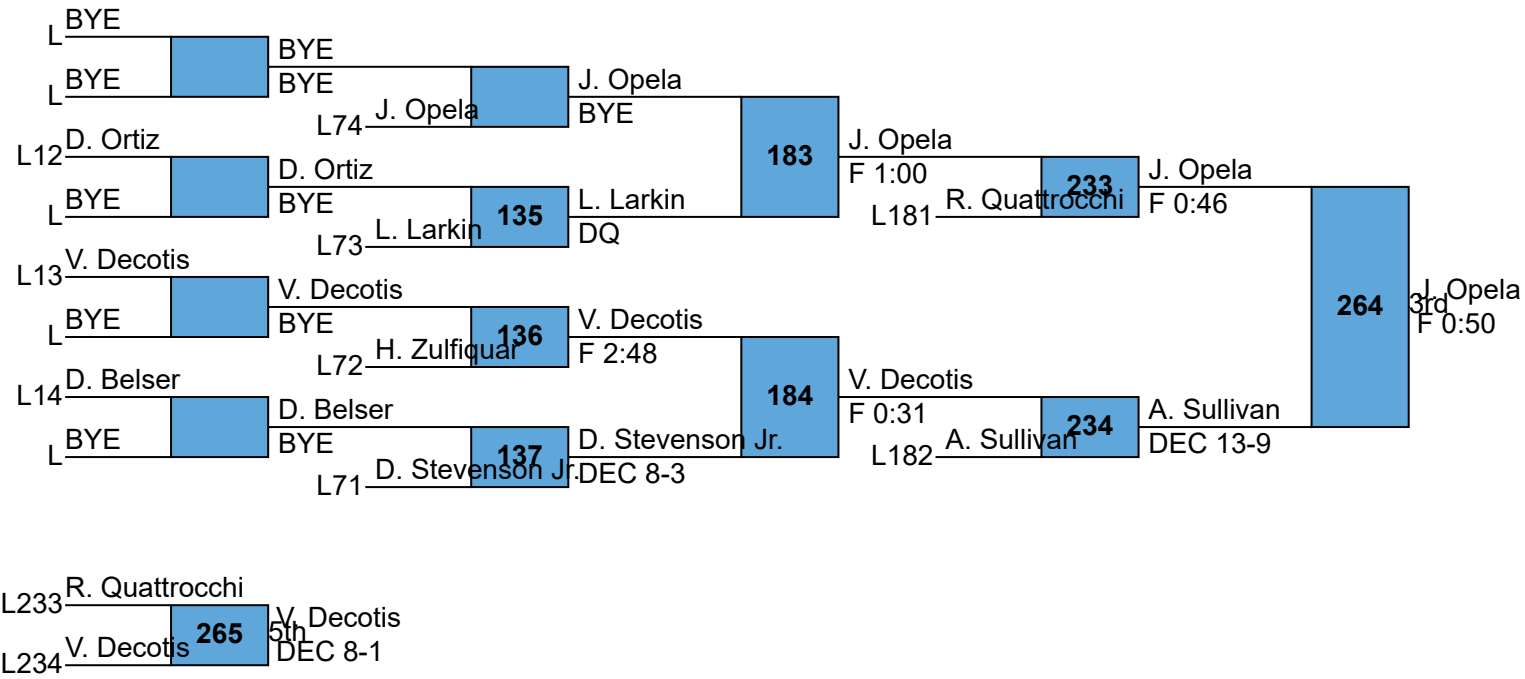 BYE
L
BYE
BYE
L
BYE
J. Opela
L74
J. Opela
BYE
D. Ortiz
L12
D. Ortiz
BYE
L
BYE
135
L. Larkin
L73
L. Larkin
DQ
183
J. Opela
F 1:00
R. Quattrocchi
L181
233
J. Opela
F 0:46
V. Decotis
L13
V. Decotis
BYE
L
BYE
136
H. Zulfiquar
L72
V. Decotis
F 2:48
D. Belser
L14
D. Belser
BYE
L
BYE
137
D. Stevenson Jr.
L71
D. Stevenson Jr.
DEC 8-3
184
V. Decotis
F 0:31
A. Sullivan
L182
234
A. Sullivan
DEC 13-9
264
3rd
J. Opela
F 0:50
R. Quattrocchi
L233
V. Decotis
L234
265
5th
V. Decotis
DEC 8-1